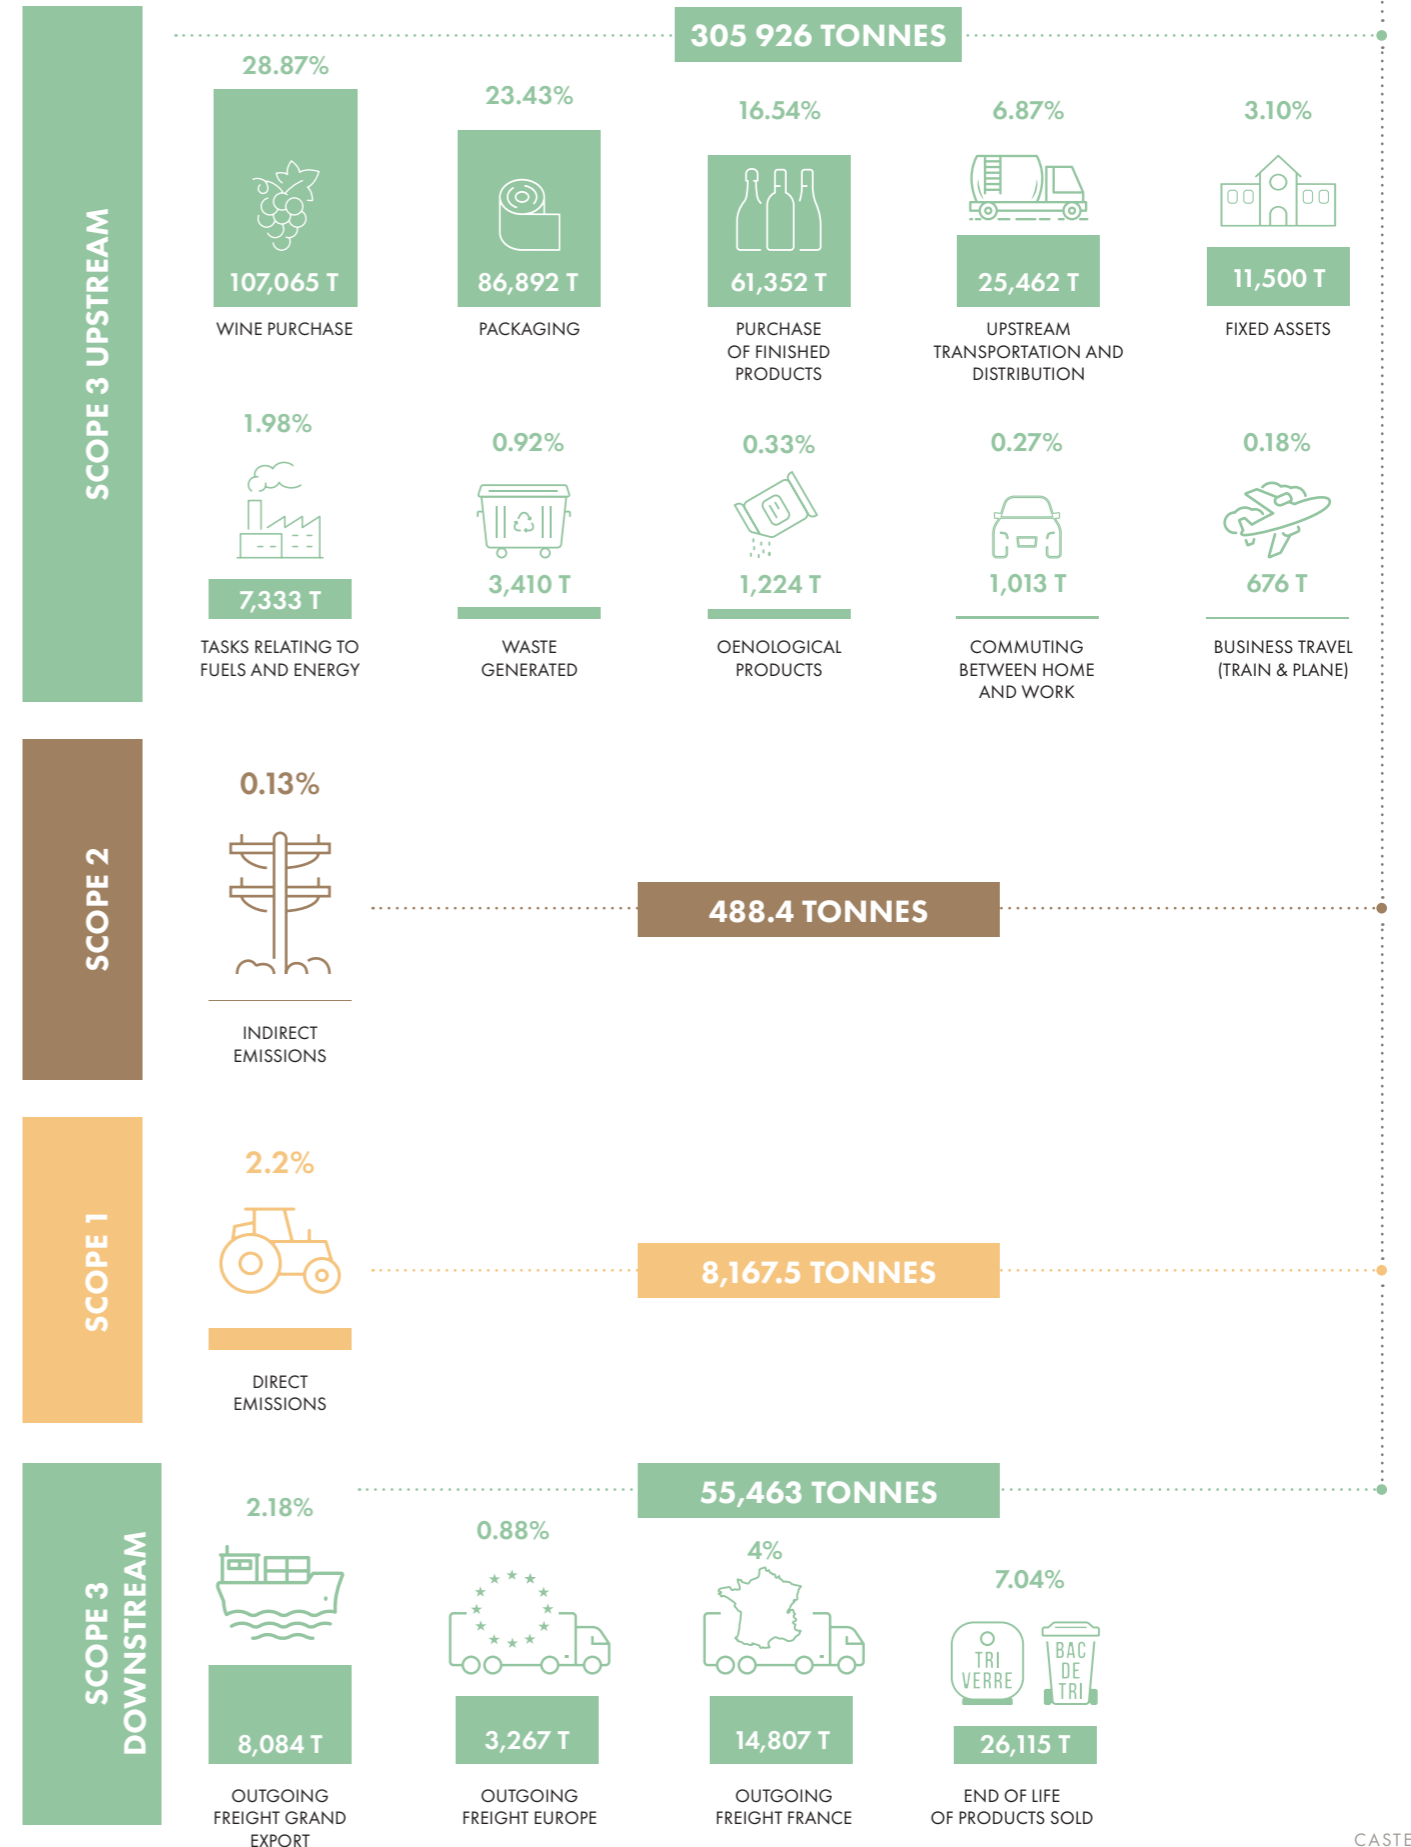 SCOPE 3 UPSTREAM
305 926 TONNES
28.87%
107,065 T
WINE PURCHASE
23.43%
86,892 T
PACKAGING
16.54%
61,352 T
PURCHASE
OF FINISHED
PRODUCTS
6.87%
25,462 T
UPSTREAM
TRANSPORTATION AND
DISTRIBUTION
3.10%
11,500 T
FIXED ASSETS
1.98%
7,333 T
TASKS RELATING TO
FUELS AND ENERGY
0.92%
3,410 T
WASTE
GENERATED
0.33%
1,224 T
OENOLOGICAL
PRODUCTS
0.27%
1,013 T
COMMUTING
BETWEEN HOME
AND WORK
0.18%
676 T
BUSINESS TRAVEL
(TRAIN & PLANE)
SCOPE 2
0.13%
INDIRECT
EMISSIONS
488.4 TONNES
SCOPE 1
2.2%
DIRECT
EMISSIONS
8,167.5 TONNES
SCOPE 3
DOWNSTREAM
55,463 TONNES
2.18%
8,084 T
OUTGOING
FREIGHT GRAND
EXPORT
0.88%
3,267 T
OUTGOING
FREIGHT EUROPE
4%
14,807 T
OUTGOING
FREIGHT FRANCE
7.04%
TRI
VERRE
BAC
DE
TRI
26,115 T
END OF LIFE
OF PRODUCTS SOLD
CASTE